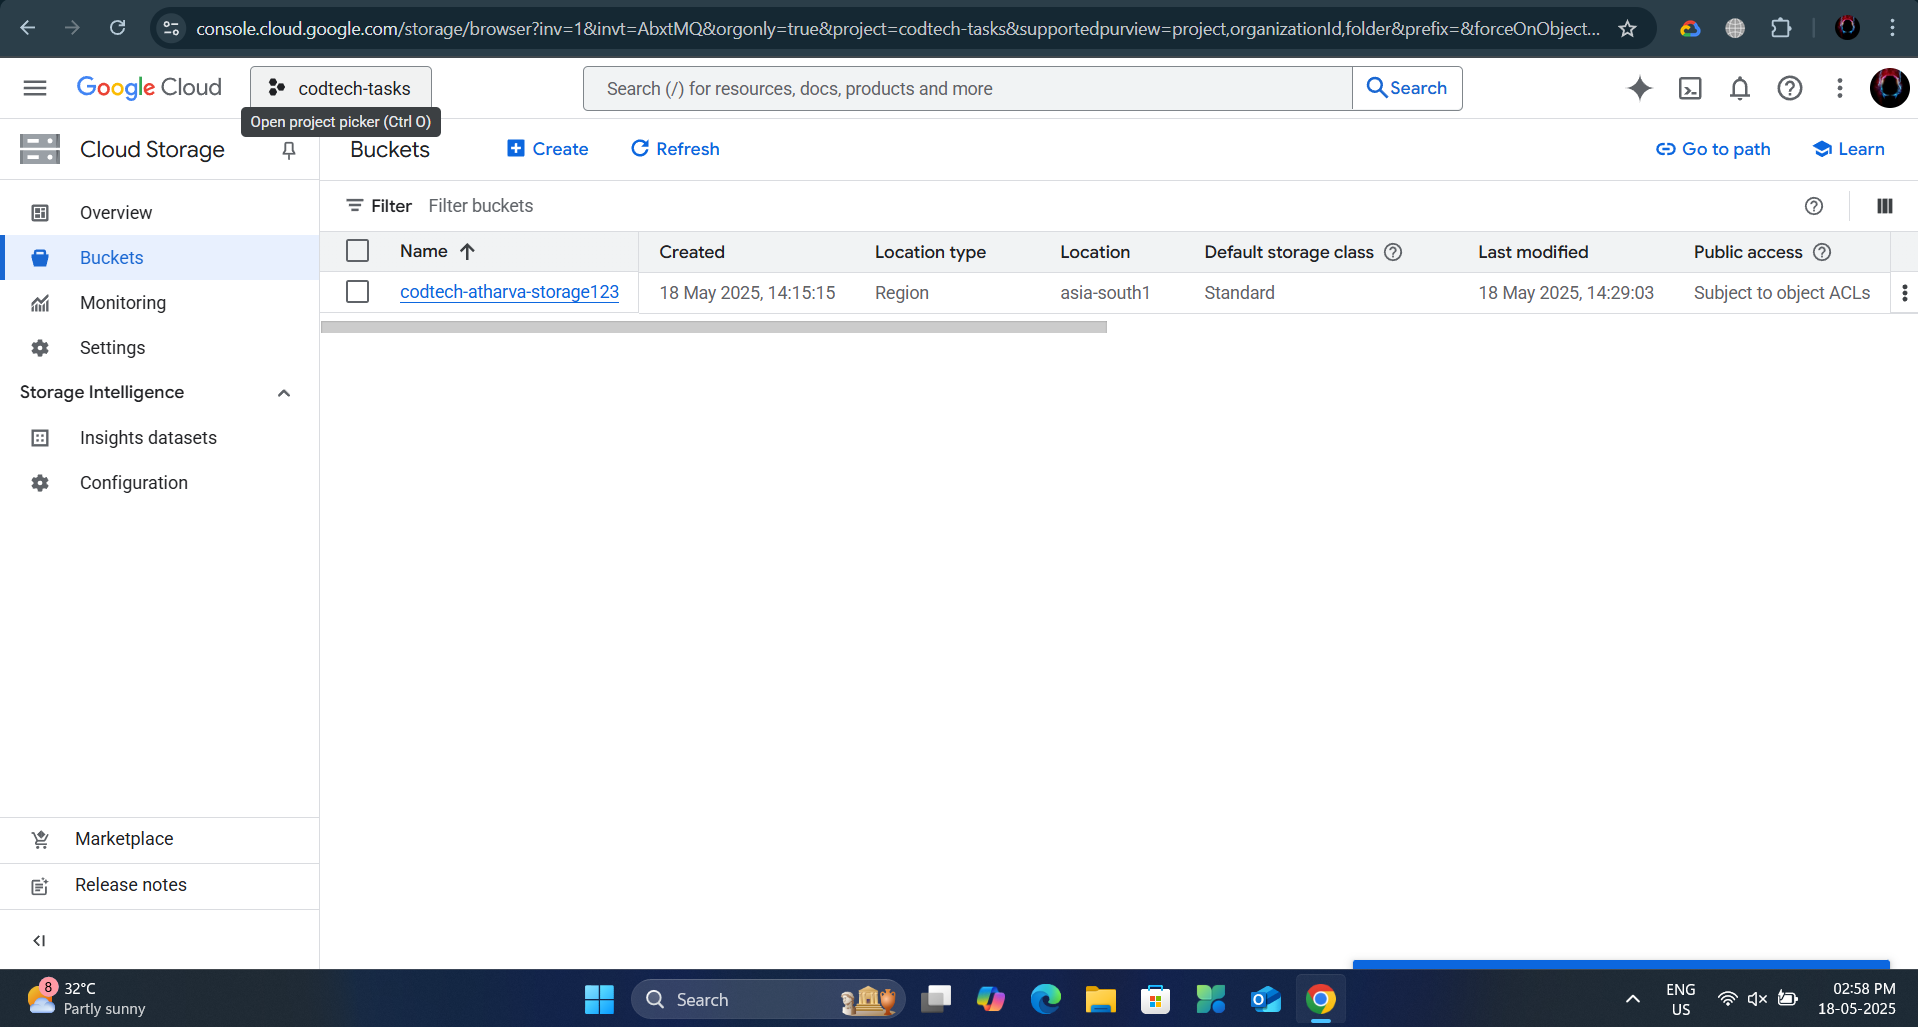 console.cloud.google.com/storage/browser?inv=1&invt=AbxtMQ&orgonly=true&project=codtech-tasks&supportedpurview=project,organizationId,folder&prefix=&forceOnObject...
Google Cloud
codtech-tasks
Search (/) for resources, docs, products and more
Search
Open project picker (Ctrl O)
Cloud Storage
Buckets
Create
Refresh
Go to path
Learn
Overview
Buckets
Monitoring
Settings
Storage Intelligence
Insights datasets
Configuration
Filter Filter buckets
Name Created Location type Location Default storage class Last modified Public access
codtech-atharva-storage123 18 May 2025, 14:15:15 Region asia-south1 Standard 18 May 2025, 14:29:03 Subject to object ACLs
Marketplace
Release notes
8
32°C
Partly sunny
Search
ENG
US
02:58 PM
18-05-2025